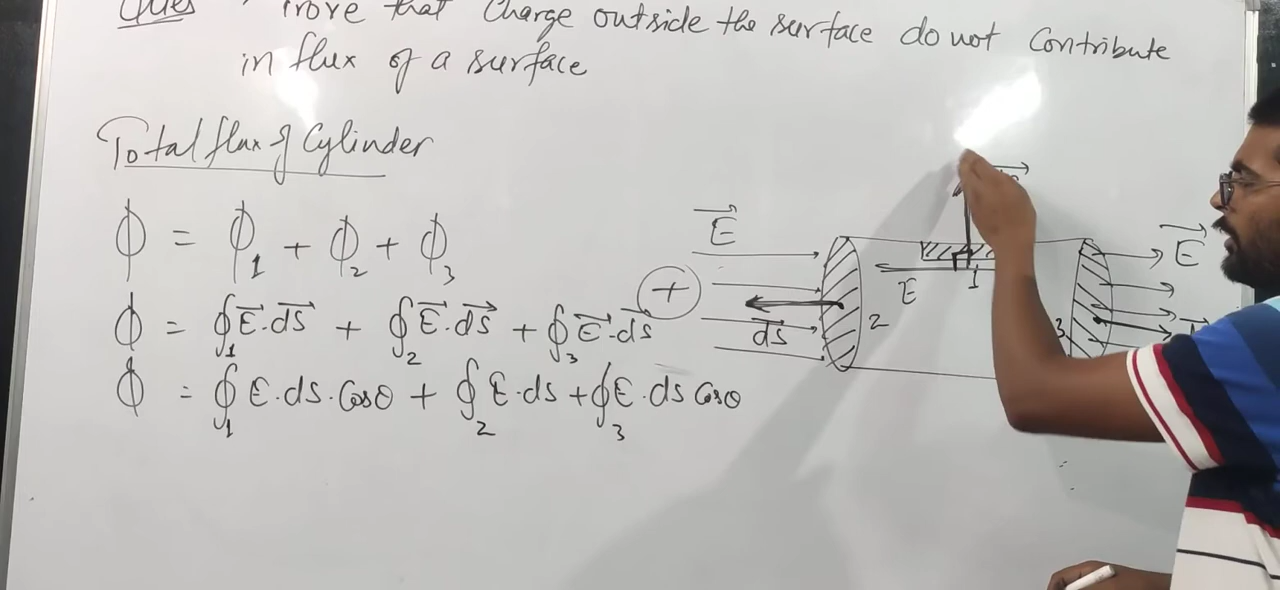 Ques Prove that Charge outside the surface do not Contribute
in flux of a surface
Total flux of Cylinder
ϕ = ϕ₁ + ϕ₂ + ϕ₃
ϕ = ∮₁ E⃗.ds⃗ + ∮₂ E⃗.ds⃗ + ∮₃ E⃗.ds⃗
ϕ = ∮₁ E.ds.Cosθ + ∮₂ E.ds + ∮₃ E.ds Cosθ
E⃗
+
ds⃗
2
E
1
3
E⃗